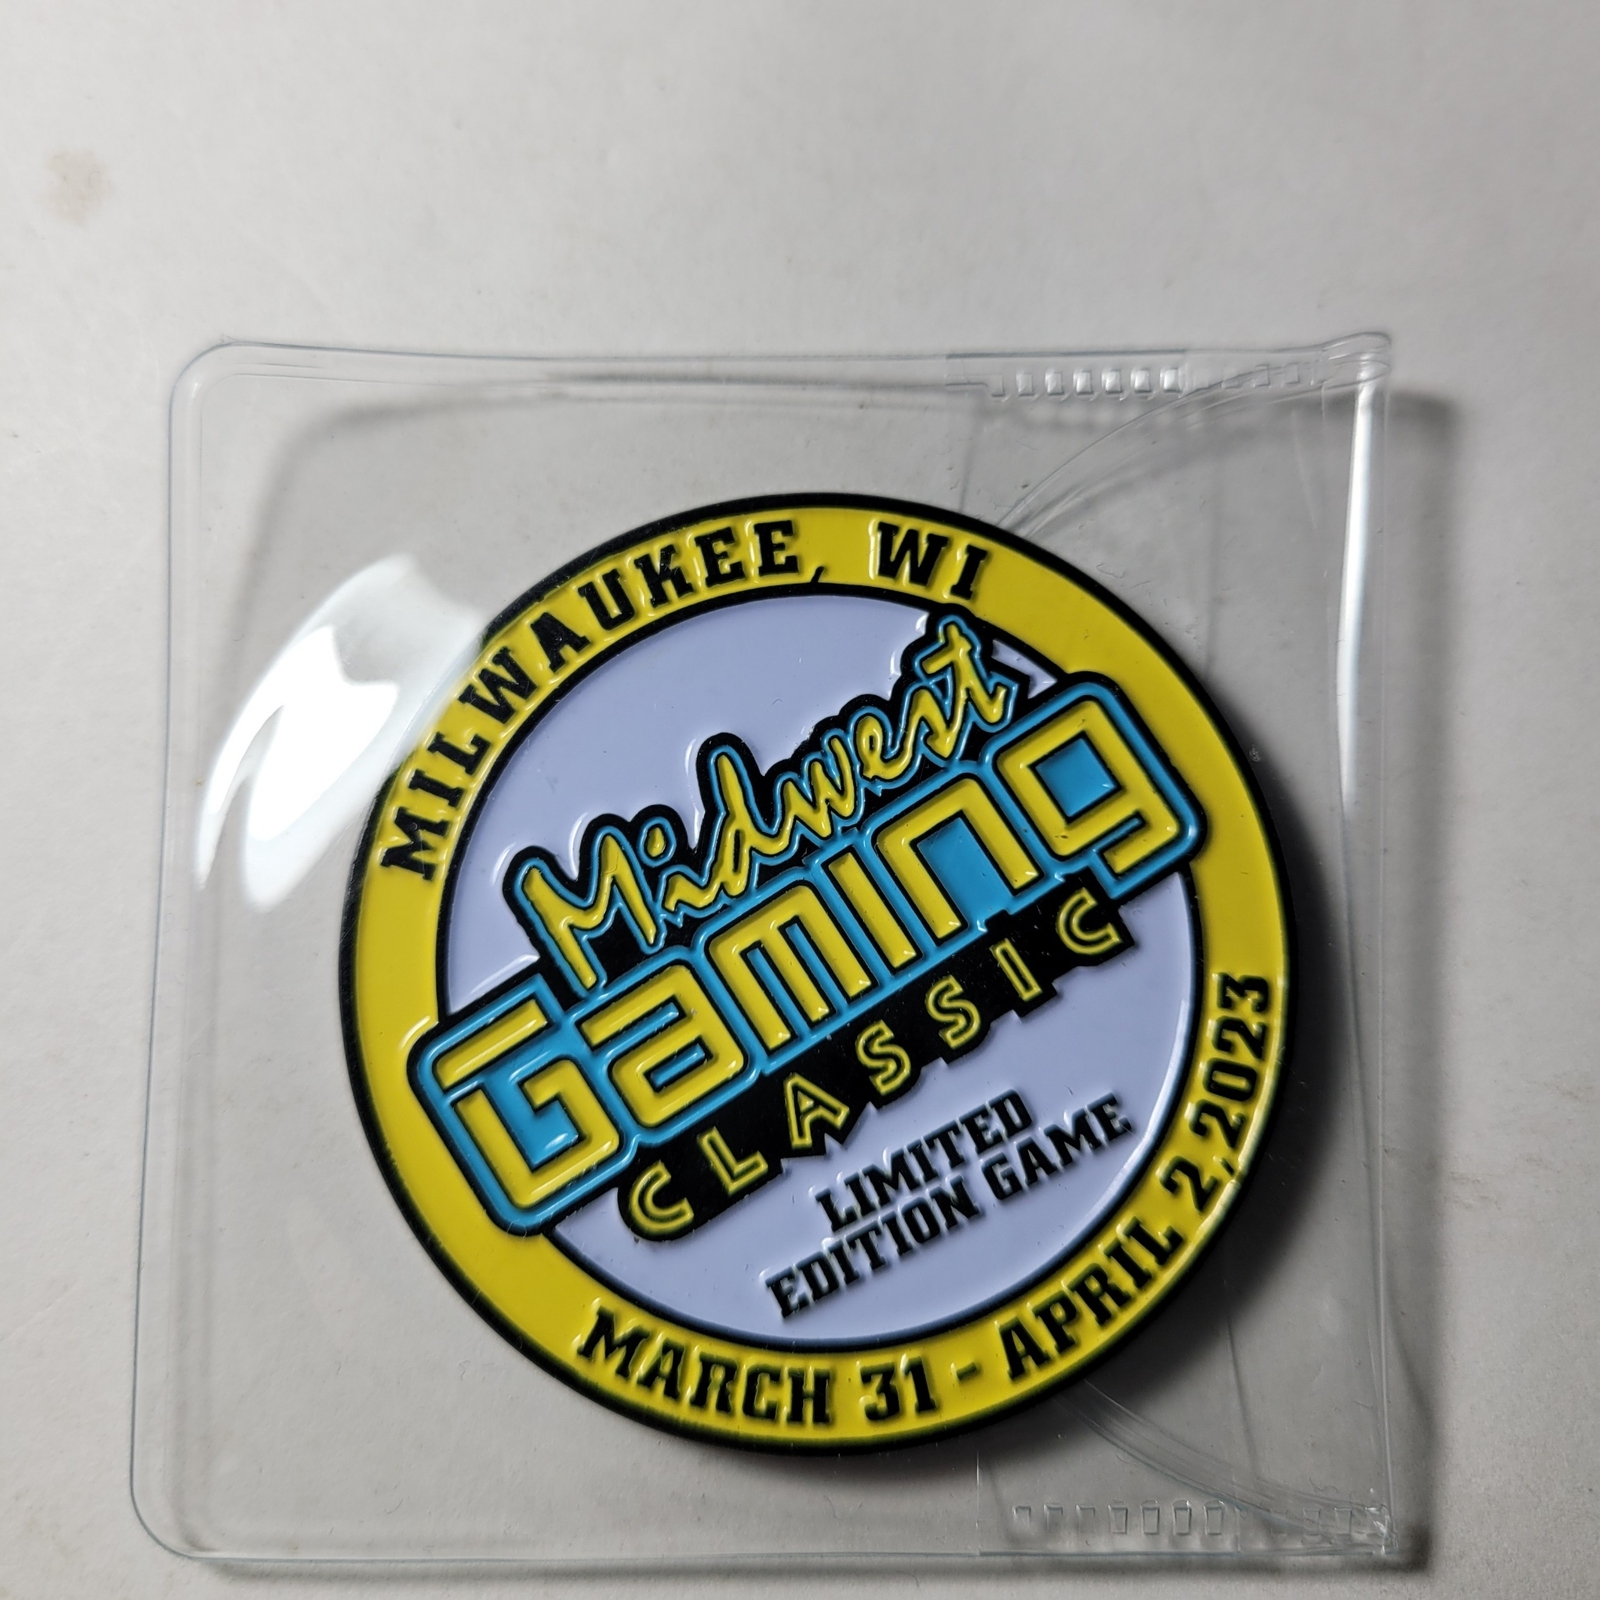 MILWAUKEE, WI
Midwest
Gaming
CLASSIC
LIMITED
EDITION GAME
MARCH 31 - APRIL 2,2023